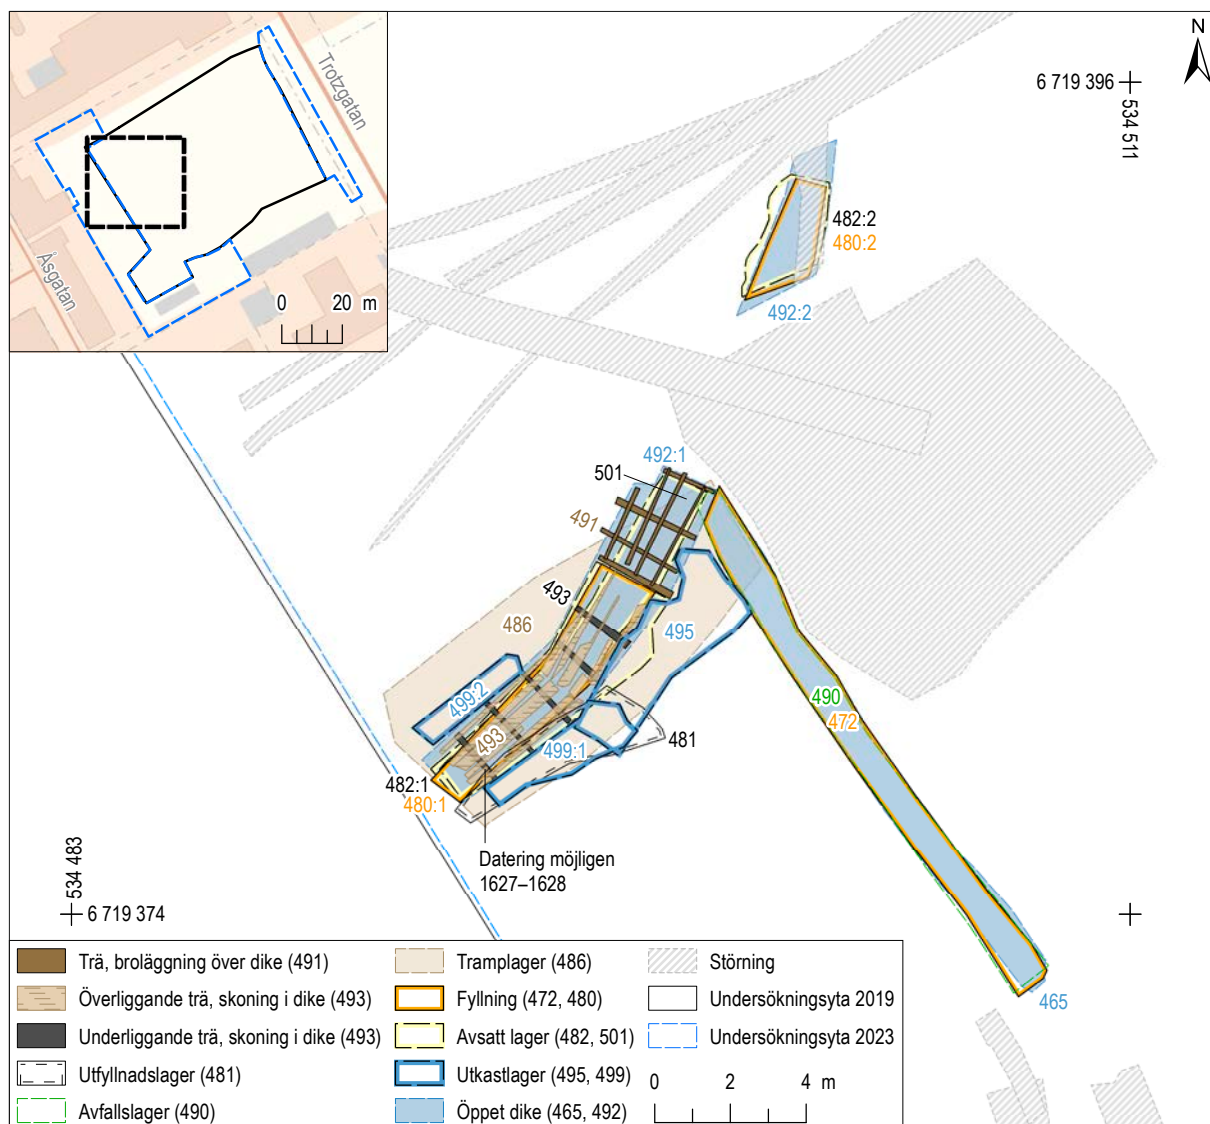 Trotzgatan
Åsgatan
0 20 m
N
6 719 396
534 511
482:2
480:2
492:2
492:1
501
491
493
486
495
499:2
493
499:1
481
482:1
480:1
490
472
465
Datering möjligen
1627–1628
534 483
6 719 374
Trä, broläggning över dike (491)
Överliggande trä, skoning i dike (493)
Underliggande trä, skoning i dike (493)
Utfyllnadslager (481)
Avfallslager (490)
Tramplager (486)
Fyllning (472, 480)
Avsatt lager (482, 501)
Utkastlager (495, 499)
Öppet dike (465, 492)
Störning
Undersökningsyta 2019
Undersökningsyta 2023
0 2 4 m